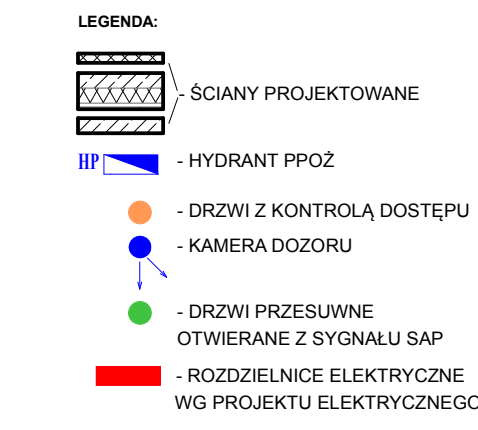 LEGENDA:
- ŚCIANY PROJEKTOWANE
HP - HYDRANT PPOŻ
- DRZWI Z KONTROLĄ DOSTĘPU
- KAMERA DOZORU
- DRZWI PRZESUWNE
OTWIERANE Z SYGNAŁU SAP
- ROZDZIELNICE ELEKTRYCZNE
WG PROJEKTU ELEKTRYCZNEGO